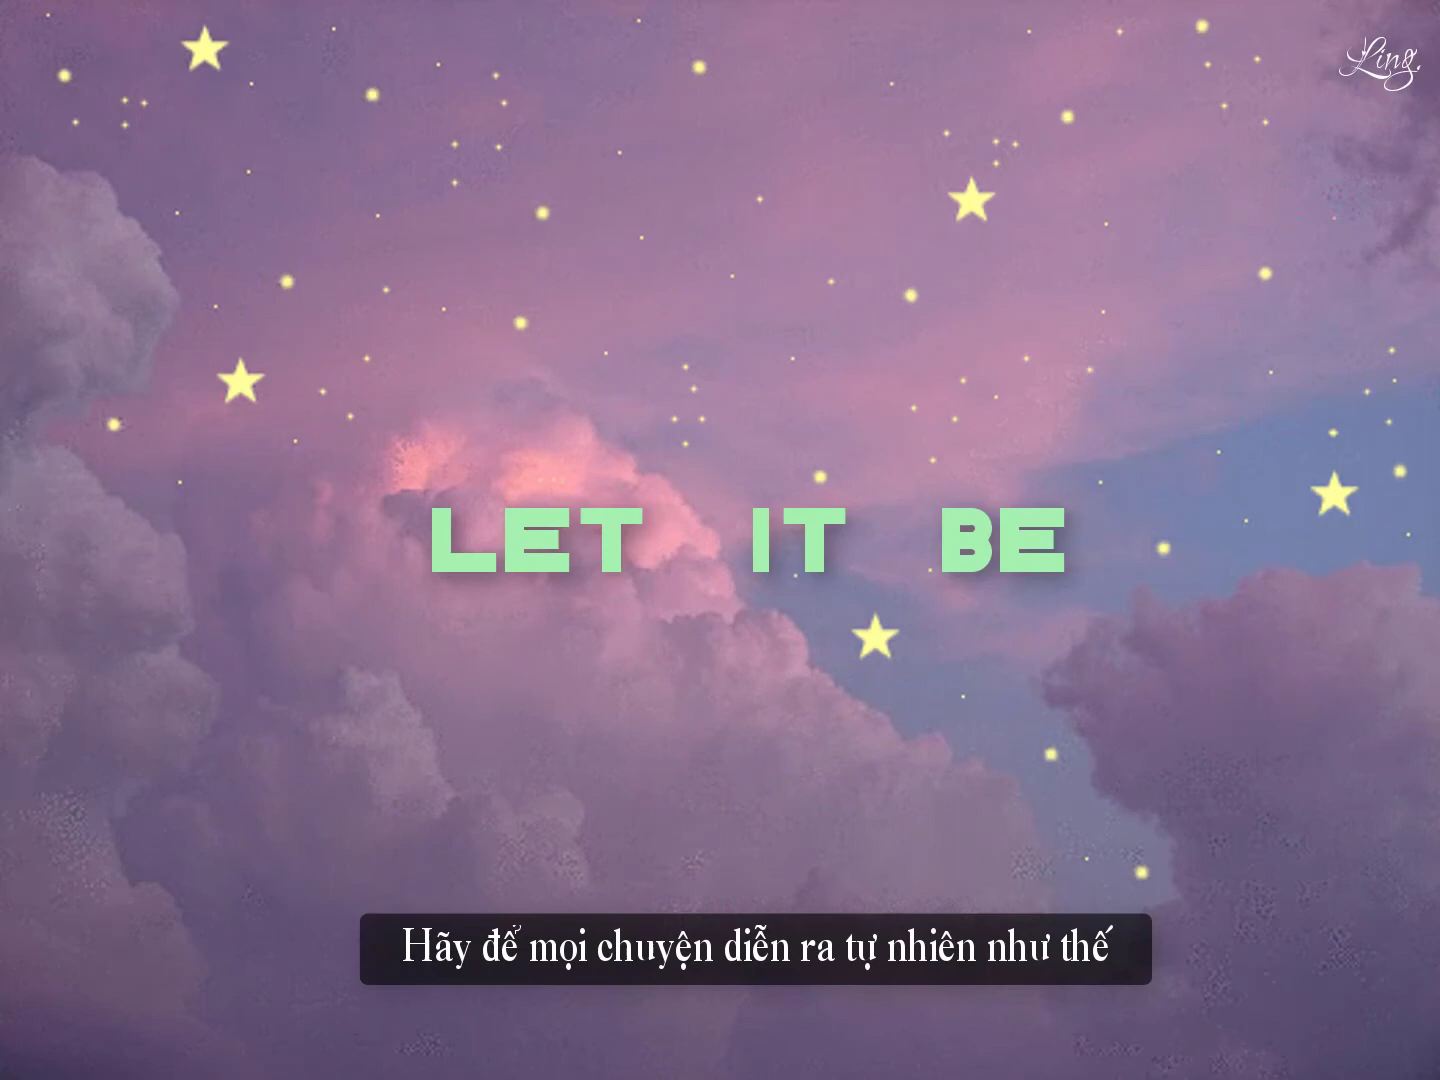 Ling.
LET IT BE
Hãy để mọi chuyện diễn ra tự nhiên như thế